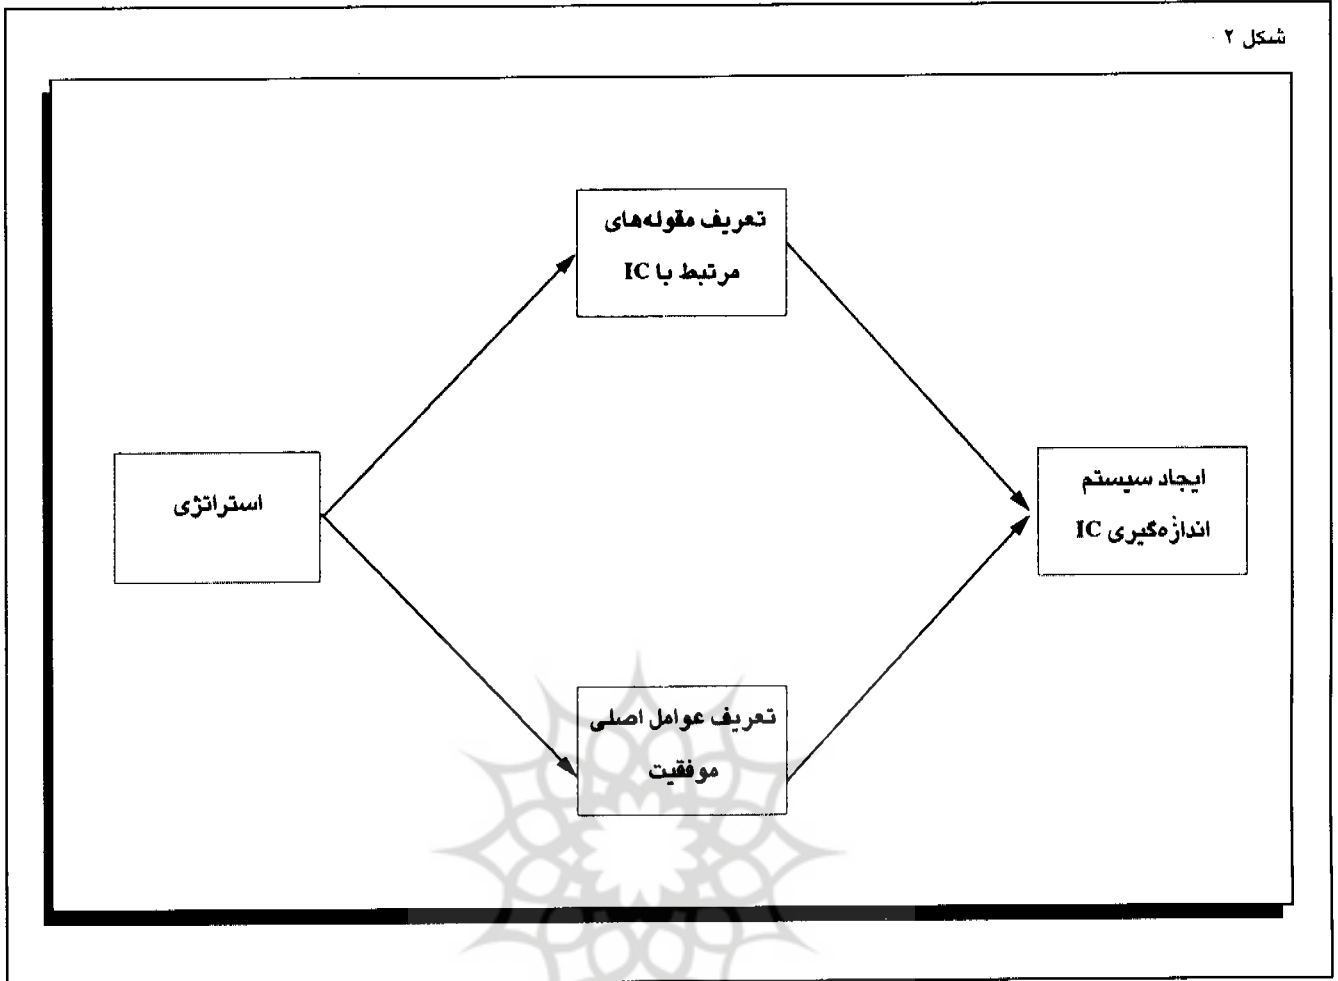 شکل ۲
تعریف مقوله‌های
مرتبط با IC
استراتژی
ایجاد سیستم
اندازه‌گیری IC
تعریف عوامل اصلی
موفقیت